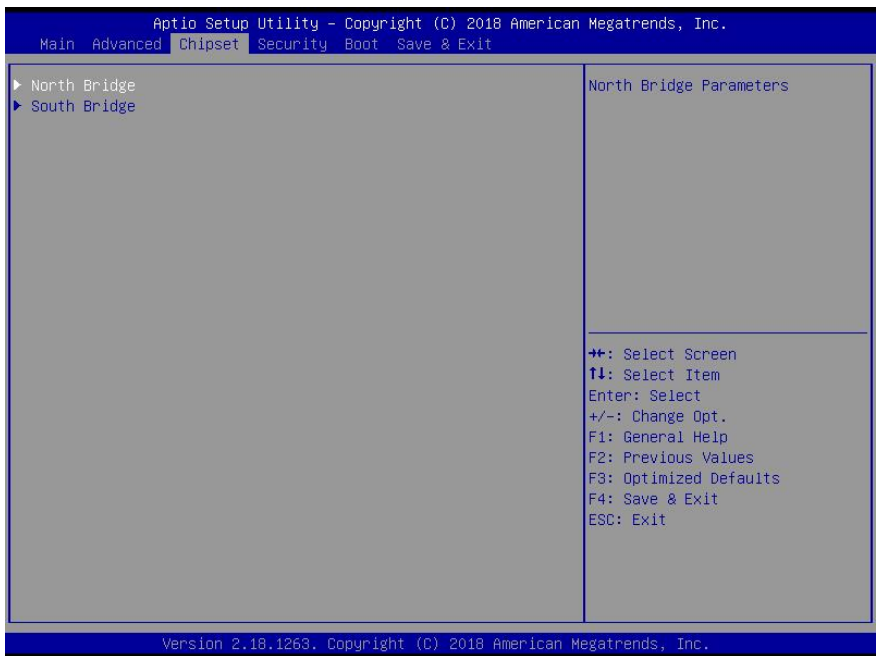 Aptio Setup Utility – Copyright (C) 2018 American Megatrends, Inc.
Main Advanced Chipset Security Boot Save & Exit
▶ North Bridge
▶ South Bridge
North Bridge Parameters
→←: Select Screen
↑↓: Select Item
Enter: Select
+/-: Change Opt.
F1: General Help
F2: Previous Values
F3: Optimized Defaults
F4: Save & Exit
ESC: Exit
Version 2.18.1263. Copyright (C) 2018 American Megatrends, Inc.